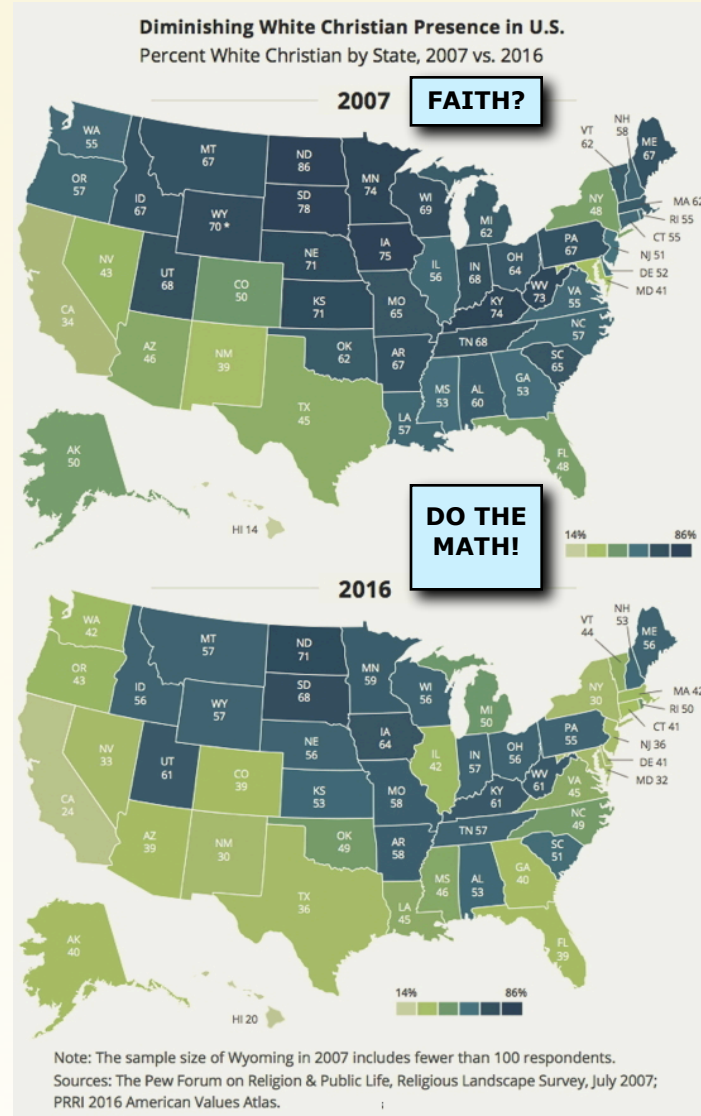 Diminishing White Christian Presence in U.S.
Percent White Christian by State, 2007 vs. 2016
2007
FAITH?
WA
55
OR
57
CA
34
NV
43
ID
67
MT
67
WY
70 *
UT
68
AZ
46
CO
50
NM
39
ND
86
SD
78
NE
71
KS
71
OK
62
TX
45
MN
74
IA
75
MO
65
AR
67
LA
57
WI
69
IL
56
MI
62
IN
68
OH
64
KY
74
TN 68
MS
53
AL
60
GA
53
FL
48
SC
65
NC
57
VA
55
WV
73
PA
67
NY
48
VT
62
NH
58
ME
67
MA 62
RI 55
CT 55
NJ 51
DE 52
MD 41
AK
50
HI 14
DO THE
MATH!
14% 86%
2016
WA
42
OR
43
CA
24
NV
33
ID
56
MT
57
WY
57
UT
61
AZ
39
CO
39
NM
30
ND
71
SD
68
NE
56
KS
53
OK
49
TX
36
MN
59
IA
64
MO
58
AR
58
LA
45
WI
56
IL
42
MI
50
IN
57
OH
56
KY
61
TN 57
MS
46
AL
53
GA
40
FL
39
SC
51
NC
49
VA
45
WV
61
PA
55
NY
30
VT
44
NH
53
ME
56
MA 42
RI 50
CT 41
NJ 36
DE 41
MD 32
AK
40
HI 20
14% 86%
Note: The sample size of Wyoming in 2007 includes fewer than 100 respondents.
Sources: The Pew Forum on Religion & Public Life, Religious Landscape Survey, July 2007;
PRRI 2016 American Values Atlas.